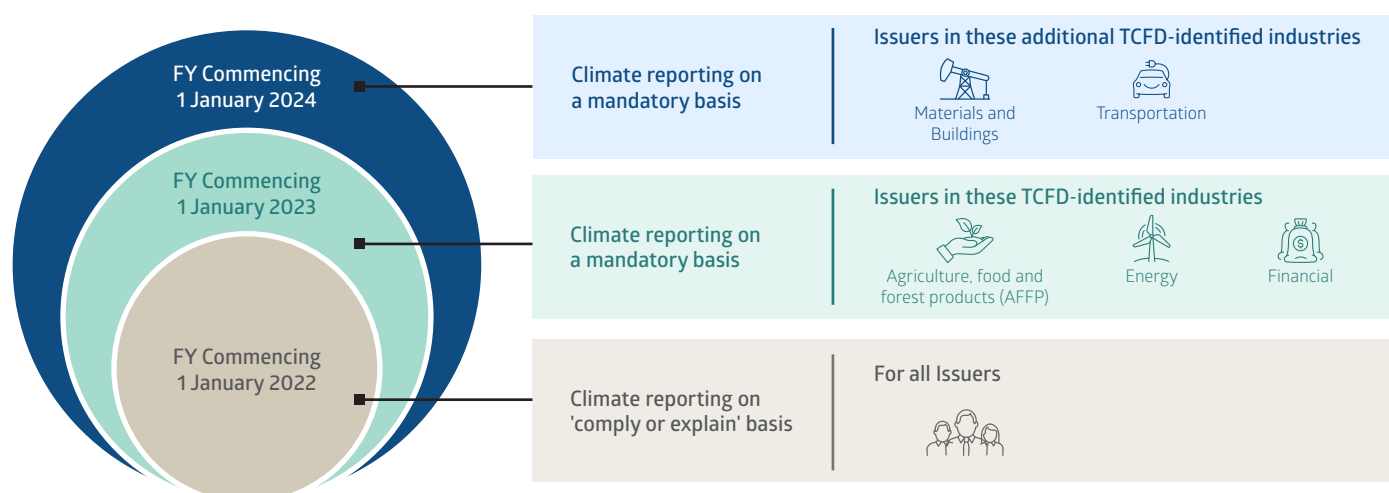 FY Commencing
1 January 2024
Climate reporting on
a mandatory basis
Issuers in these additional TCFD-identified industries
Materials and
Buildings
Transportation
FY Commencing
1 January 2023
Climate reporting on
a mandatory basis
Issuers in these TCFD-identified industries
Agriculture, food and
forest products (AFFP)
Energy
$
Financial
FY Commencing
1 January 2022
Climate reporting on
'comply or explain' basis
For all Issuers